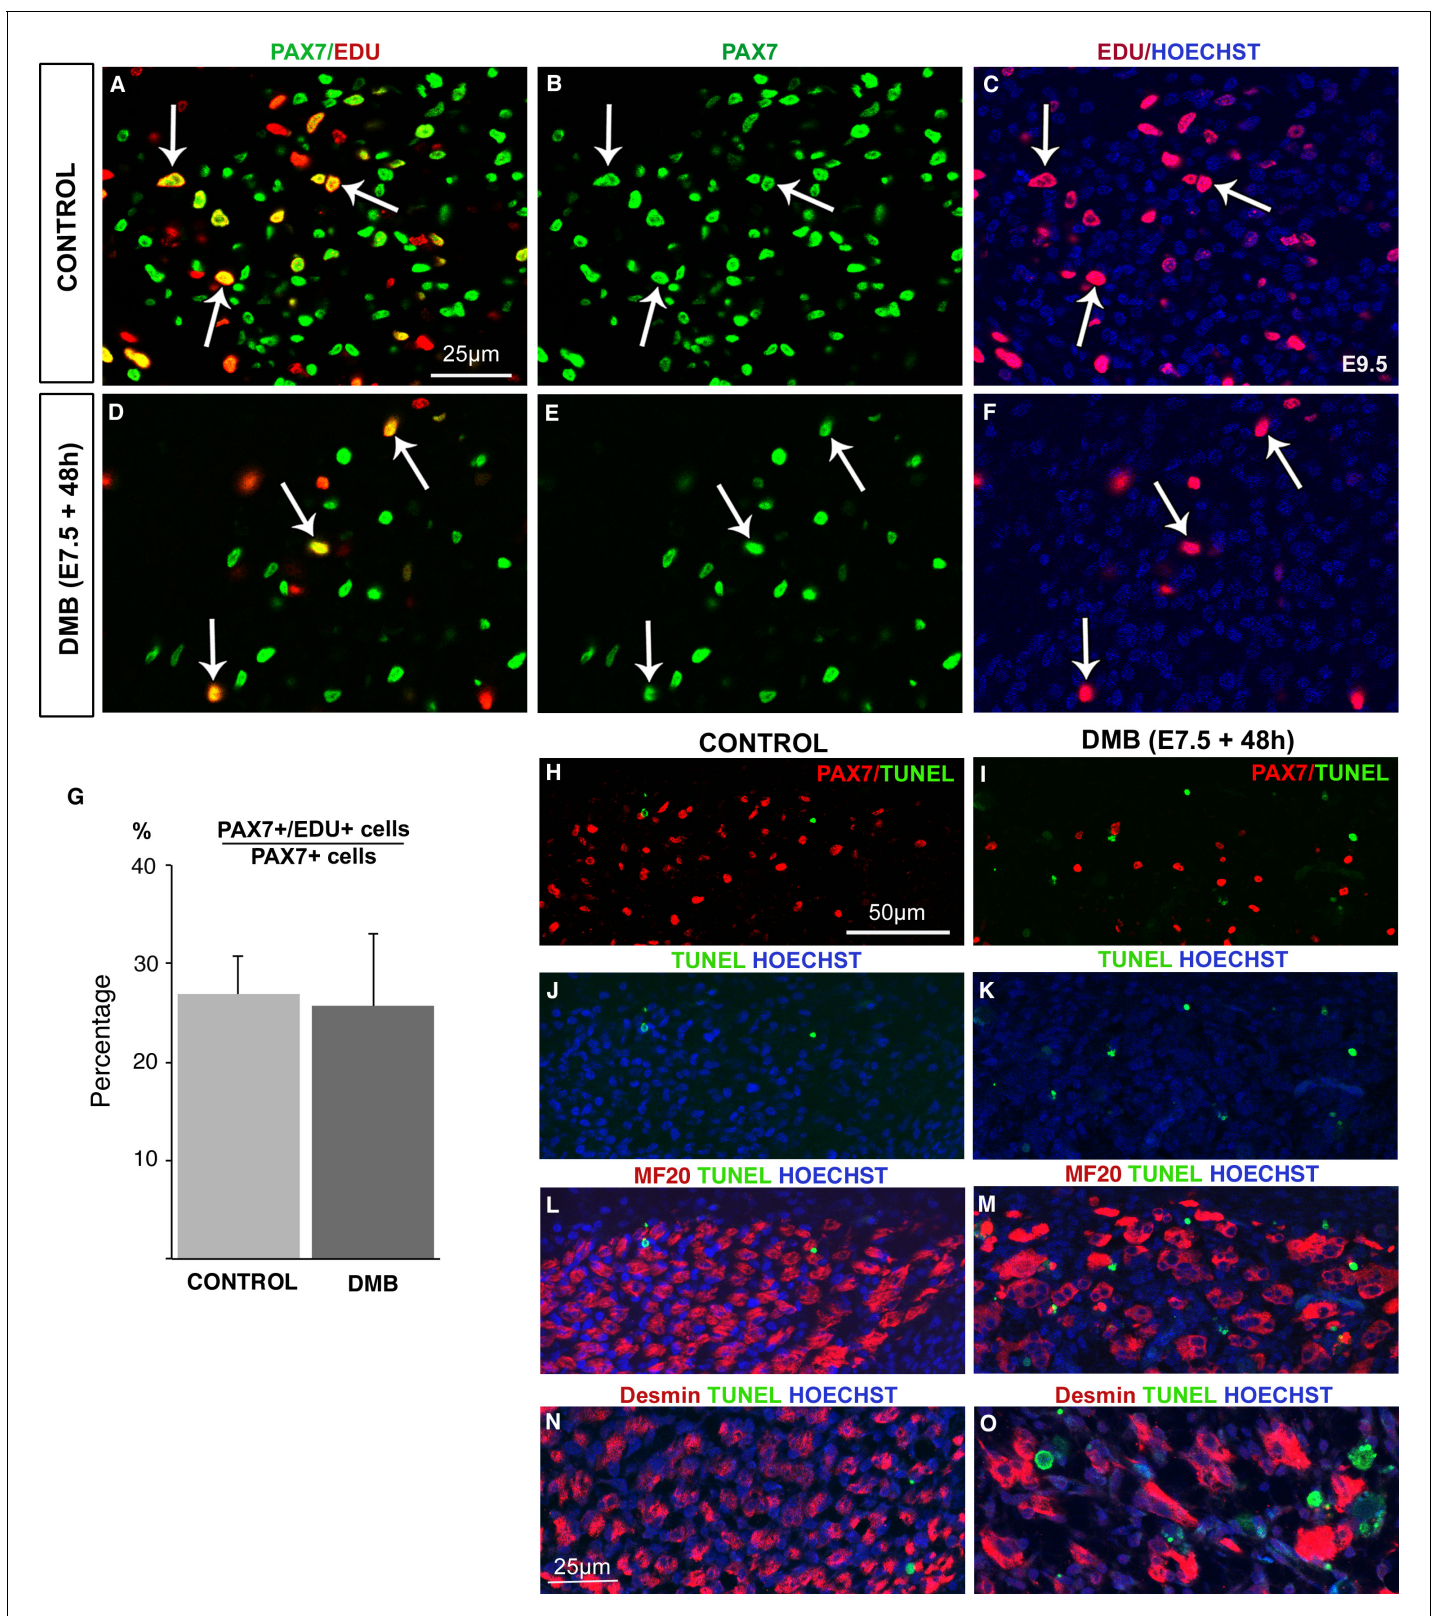 PAX7/EDU
PAX7
EDU/HOECHST
CONTROL
A
B
C
25µm
E9.5
DMB (E7.5 + 48h)
D
E
F
CONTROL
DMB (E7.5 + 48h)
G
%
PAX7+/EDU+ cells
PAX7+ cells
40
30
20
10
Percentage
CONTROL
DMB
H
PAX7/TUNEL
50µm
I
PAX7/TUNEL
TUNEL HOECHST
TUNEL HOECHST
J
K
MF20 TUNEL HOECHST
MF20 TUNEL HOECHST
L
M
Desmin TUNEL HOECHST
Desmin TUNEL HOECHST
N
O
25µm